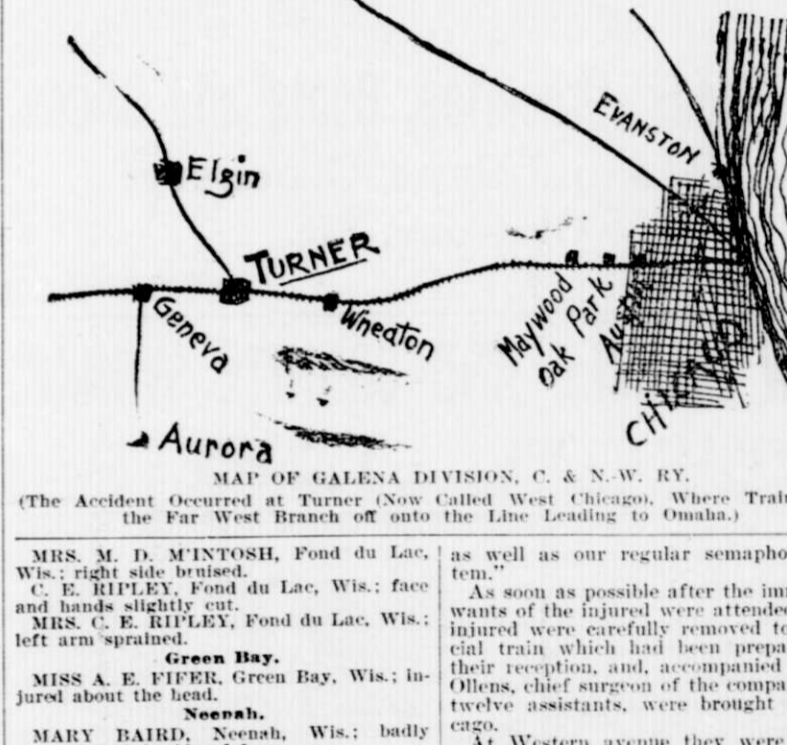 EVANSTON
Elgin
TURNER
Geneva
Wheaton
Maywood
Oak Park
Austin
CHICAGO
Aurora
MAP OF GALENA DIVISION, C. & N.-W. RY.
(The Accident Occurred at Turner (Now Called West Chicago), Where Trai
the Far West Branch off onto the Line Leading to Omaha.)
MRS. M. D. M'INTOSH, Fond du Lac,
Wis.; right side bruised.
C. E. RIPLEY, Fond du Lac, Wis.; face
and hands slightly cut.
MRS. C. E. RIPLEY, Fond du Lac, Wis.;
left arm sprained.
Green Bay.
MISS A. E. FIFER, Green Bay, Wis.; in-
jured about the head.
Neenah.
MARY BAIRD, Neenah, Wis.; badly
as well as our regular semapho
tem."
As soon as possible after the im
wants of the injured were attende
injured were carefully removed to
cial train which had been prepa
their reception, and, accompanied
Ollens, chief surgeon of the compa
twelve assistants, were brought
cago.
At Western avenue they were